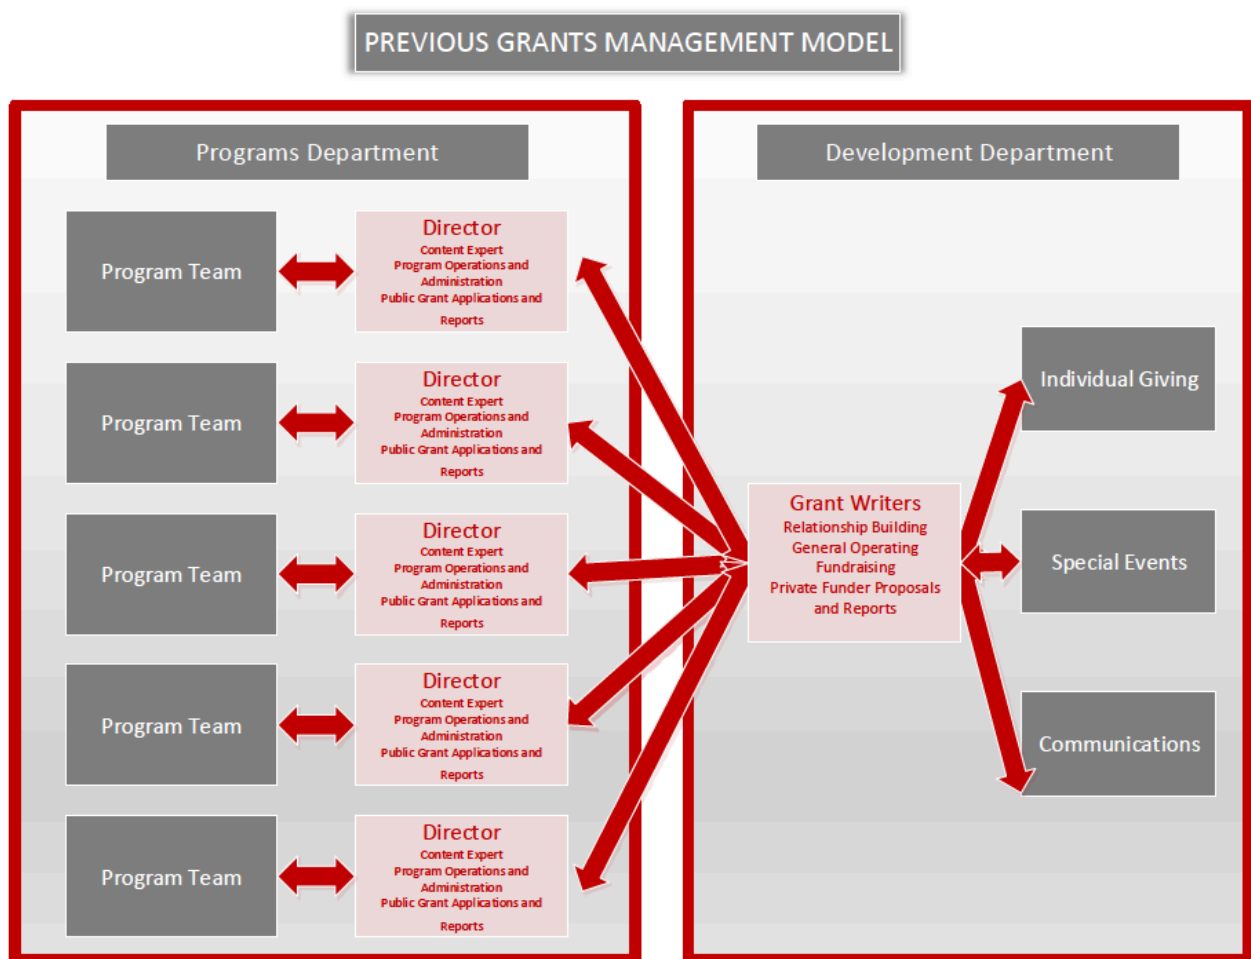 PREVIOUS GRANTS MANAGEMENT MODEL
Programs Department
Program Team
Director
Content Expert
Program Operations and
Administration
Public Grant Applications and
Reports
Program Team
Director
Content Expert
Program Operations and
Administration
Public Grant Applications and
Reports
Program Team
Director
Content Expert
Program Operations and
Administration
Public Grant Applications and
Reports
Program Team
Director
Content Expert
Program Operations and
Administration
Public Grant Applications and
Reports
Program Team
Director
Content Expert
Program Operations and
Administration
Public Grant Applications and
Reports
Development Department
Grant Writers
Relationship Building
General Operating
Fundraising
Private Funder Proposals
and Reports
Individual Giving
Special Events
Communications